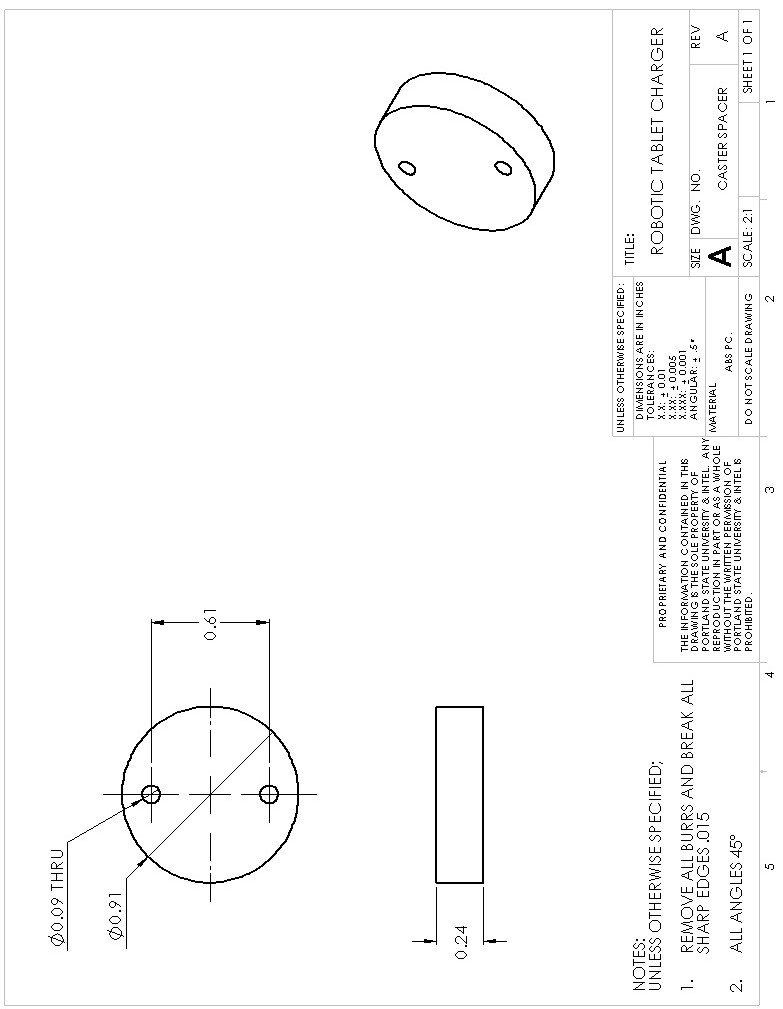 Ø0.09 THRU
Ø0.91
0.61
0.24
NOTES:
UNLESS OTHERWISE SPECIFIED;
1. REMOVE ALL BURRS AND BREAK ALL
SHARP EDGES .015
2. ALL ANGLES 45°
PROPRIETARY AND CONFIDENTIAL
THE INFORMATION CONTAINED IN THIS
DRAWING IS THE SOLE PROPERTY OF
PORTLAND STATE UNIVERSITY & INTEL. ANY
REPRODUCTION IN PART OR AS A WHOLE
WITHOUT THE WRITTEN PERMISSION OF
PORTLAND STATE UNIVERSITY & INTEL IS
PROHIBITED.
UNLESS OTHERWISE SPECIFIED:
DIMENSIONS ARE IN INCHES
TOLERANCES:
X.X: ± 0.01
X.XX: ± 0.005
X.XXX: ± 0.001
ANGULAR: ± .5°
MATERIAL
ABS PC.
DO NOT SCALE DRAWING
TITLE:
ROBOTIC TABLET CHARGER
SIZE DWG. NO. REV
A CASTER SPACER A
SCALE: 2:1 SHEET 1 OF 1
5 4 3 2 1